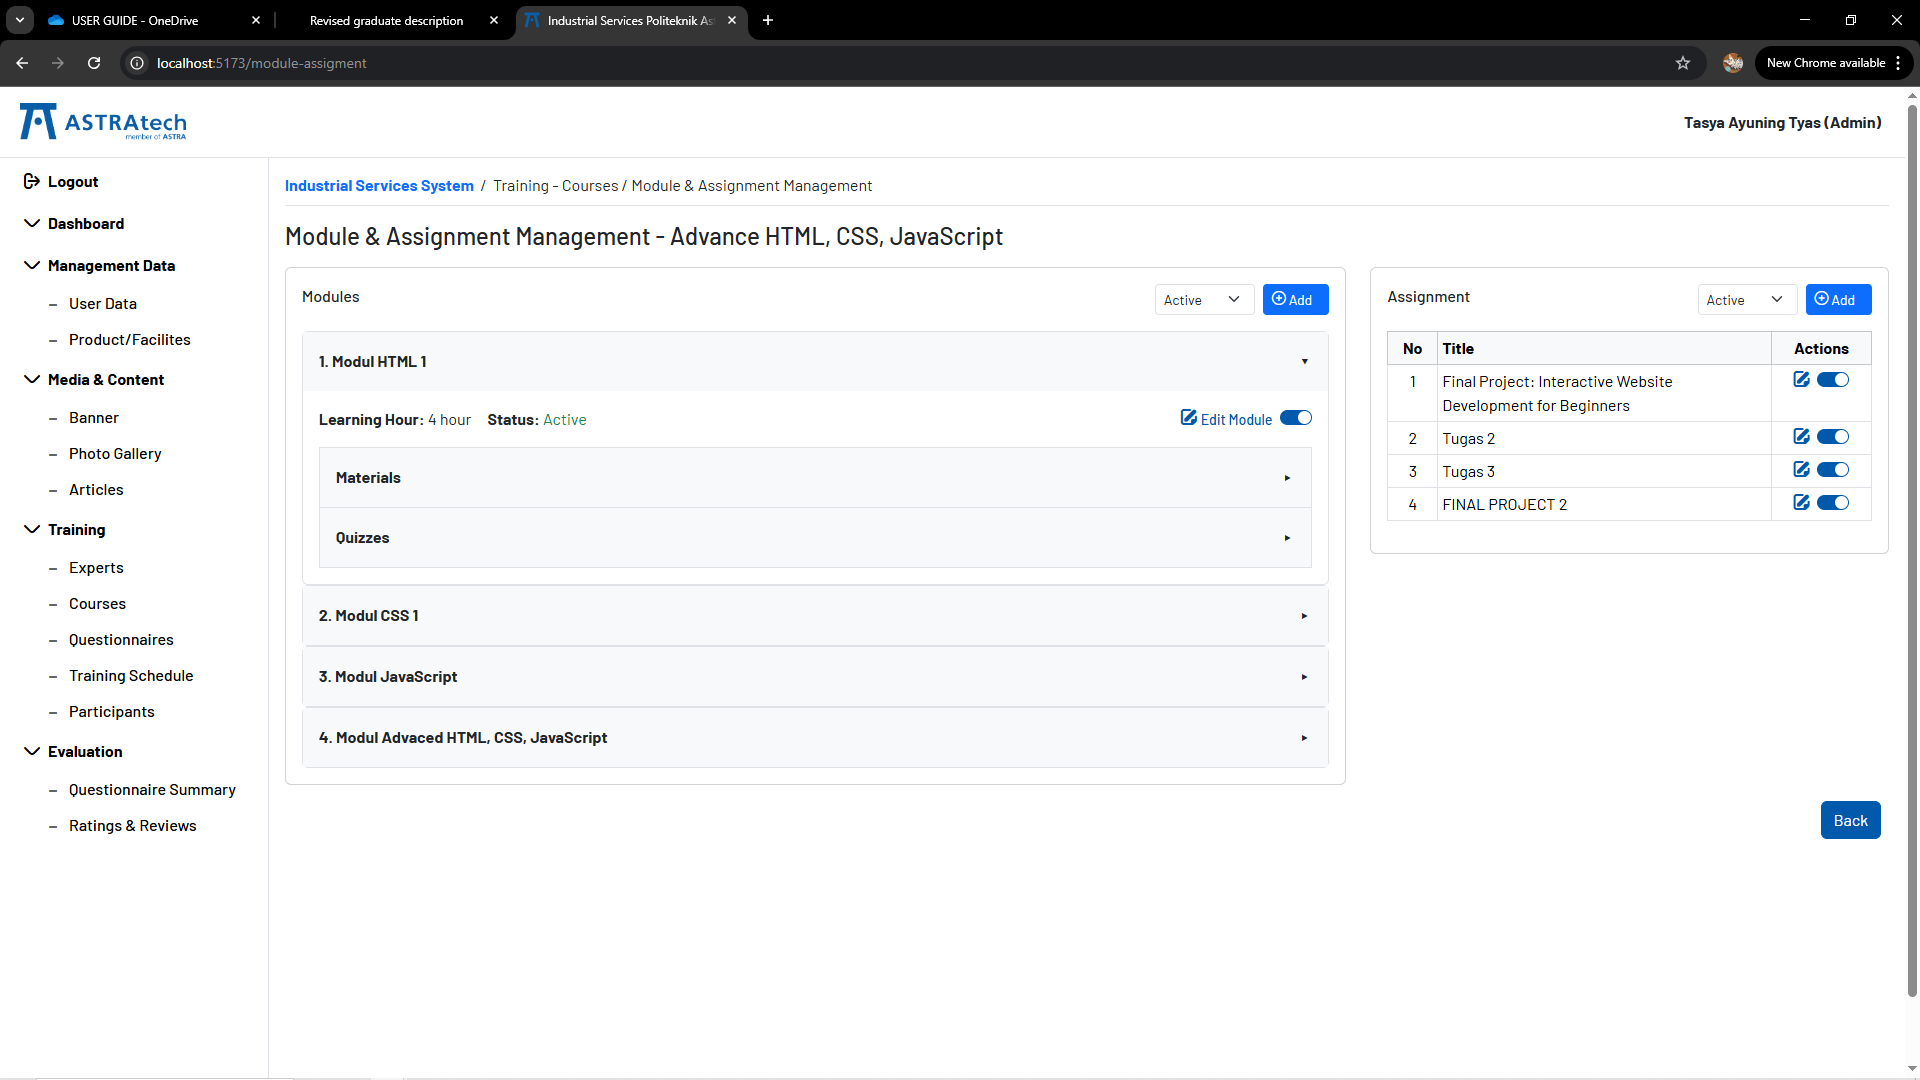 USER GUIDE - OneDrive
Revised graduate description
Industrial Services Politeknik As
localhost:5173/module-assigment
New Chrome available
ASTRAtech
member of ASTRA
Tasya Ayuning Tyas (Admin)
Logout
Dashboard
Management Data
User Data
Product/Facilites
Media & Content
Banner
Photo Gallery
Articles
Training
Experts
Courses
Questionnaires
Training Schedule
Participants
Evaluation
Questionnaire Summary
Ratings & Reviews
Industrial Services System / Training - Courses / Module & Assignment Management
Module & Assignment Management - Advance HTML, CSS, JavaScript
Modules
Active
Add
1. Modul HTML 1
Learning Hour: 4 hour Status: Active
Edit Module
Materials
Quizzes
2. Modul CSS 1
3. Modul JavaScript
4. Modul Advaced HTML, CSS, JavaScript
Assignment
Active
Add
No Title Actions
1 Final Project: Interactive Website
Development for Beginners
2 Tugas 2
3 Tugas 3
4 FINAL PROJECT 2
Back